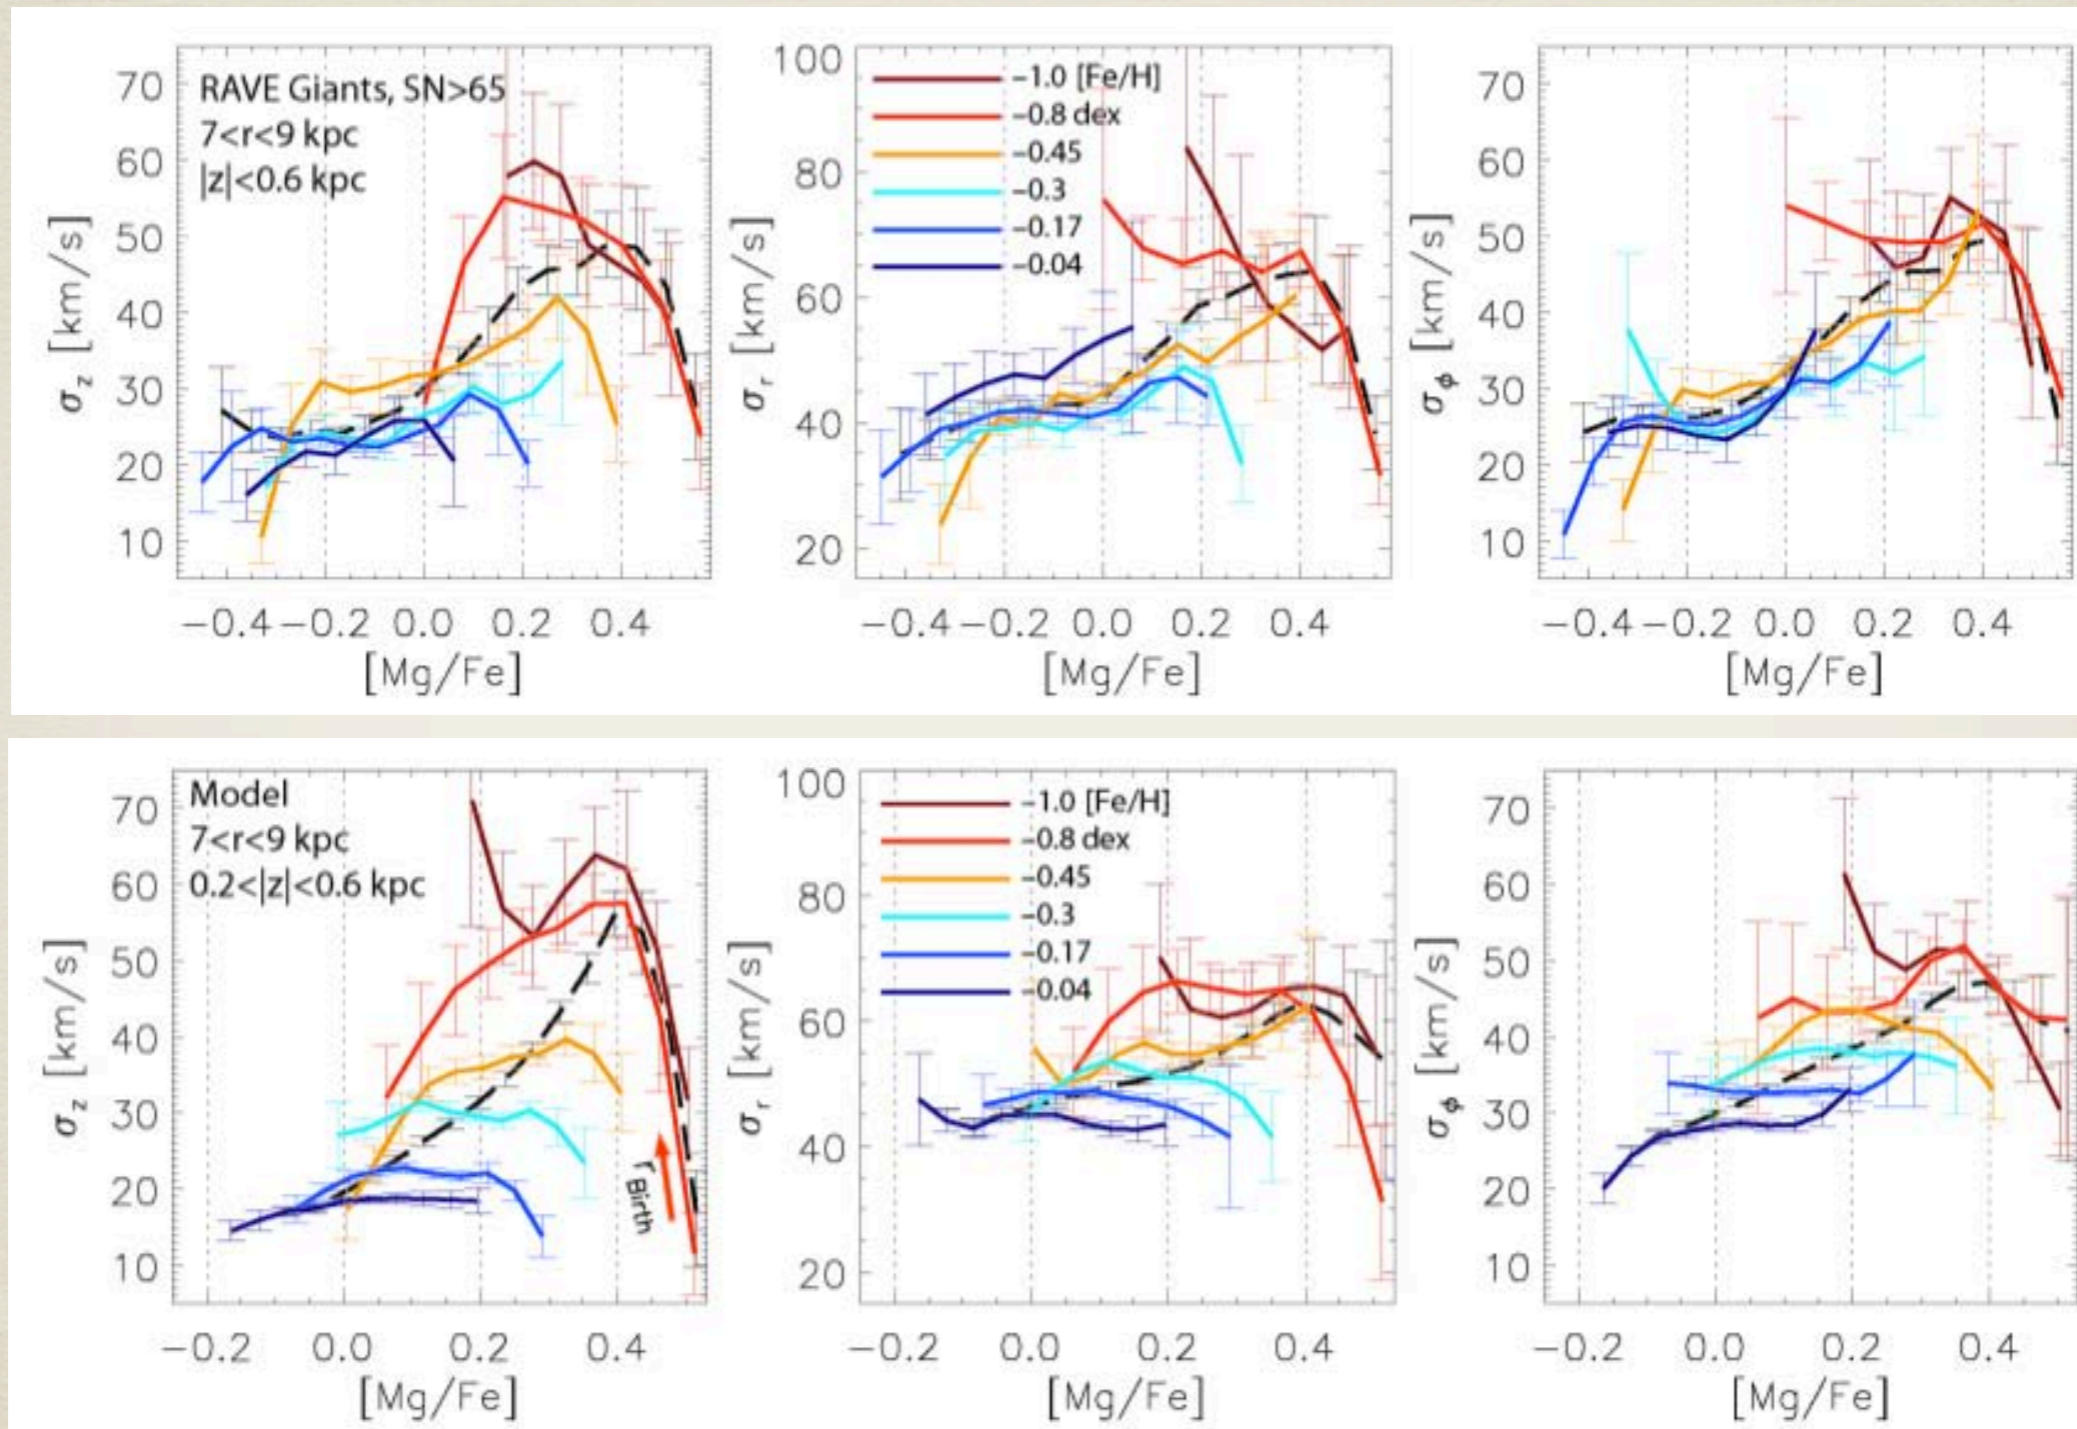 RAVE Giants, SN>65
7<r<9 kpc
|z|<0.6 kpc
σz [km/s]
70
60
50
40
30
20
10
−0.4 −0.2 0.0 0.2 0.4
[Mg/Fe]
−1.0 [Fe/H]
−0.8 dex
−0.45
−0.3
−0.17
−0.04
σr [km/s]
100
80
60
40
20
−0.4 −0.2 0.0 0.2 0.4
[Mg/Fe]
σϕ [km/s]
70
60
50
40
30
20
10
−0.4 −0.2 0.0 0.2 0.4
[Mg/Fe]
Model
7<r<9 kpc
0.2<|z|<0.6 kpc
σz [km/s]
70
60
50
40
30
20
10
r Birth
−0.2 0.0 0.2 0.4
[Mg/Fe]
−1.0 [Fe/H]
−0.8 dex
−0.45
−0.3
−0.17
−0.04
σr [km/s]
100
80
60
40
20
−0.2 0.0 0.2 0.4
[Mg/Fe]
σϕ [km/s]
70
60
50
40
30
20
10
−0.2 0.0 0.2 0.4
[Mg/Fe]